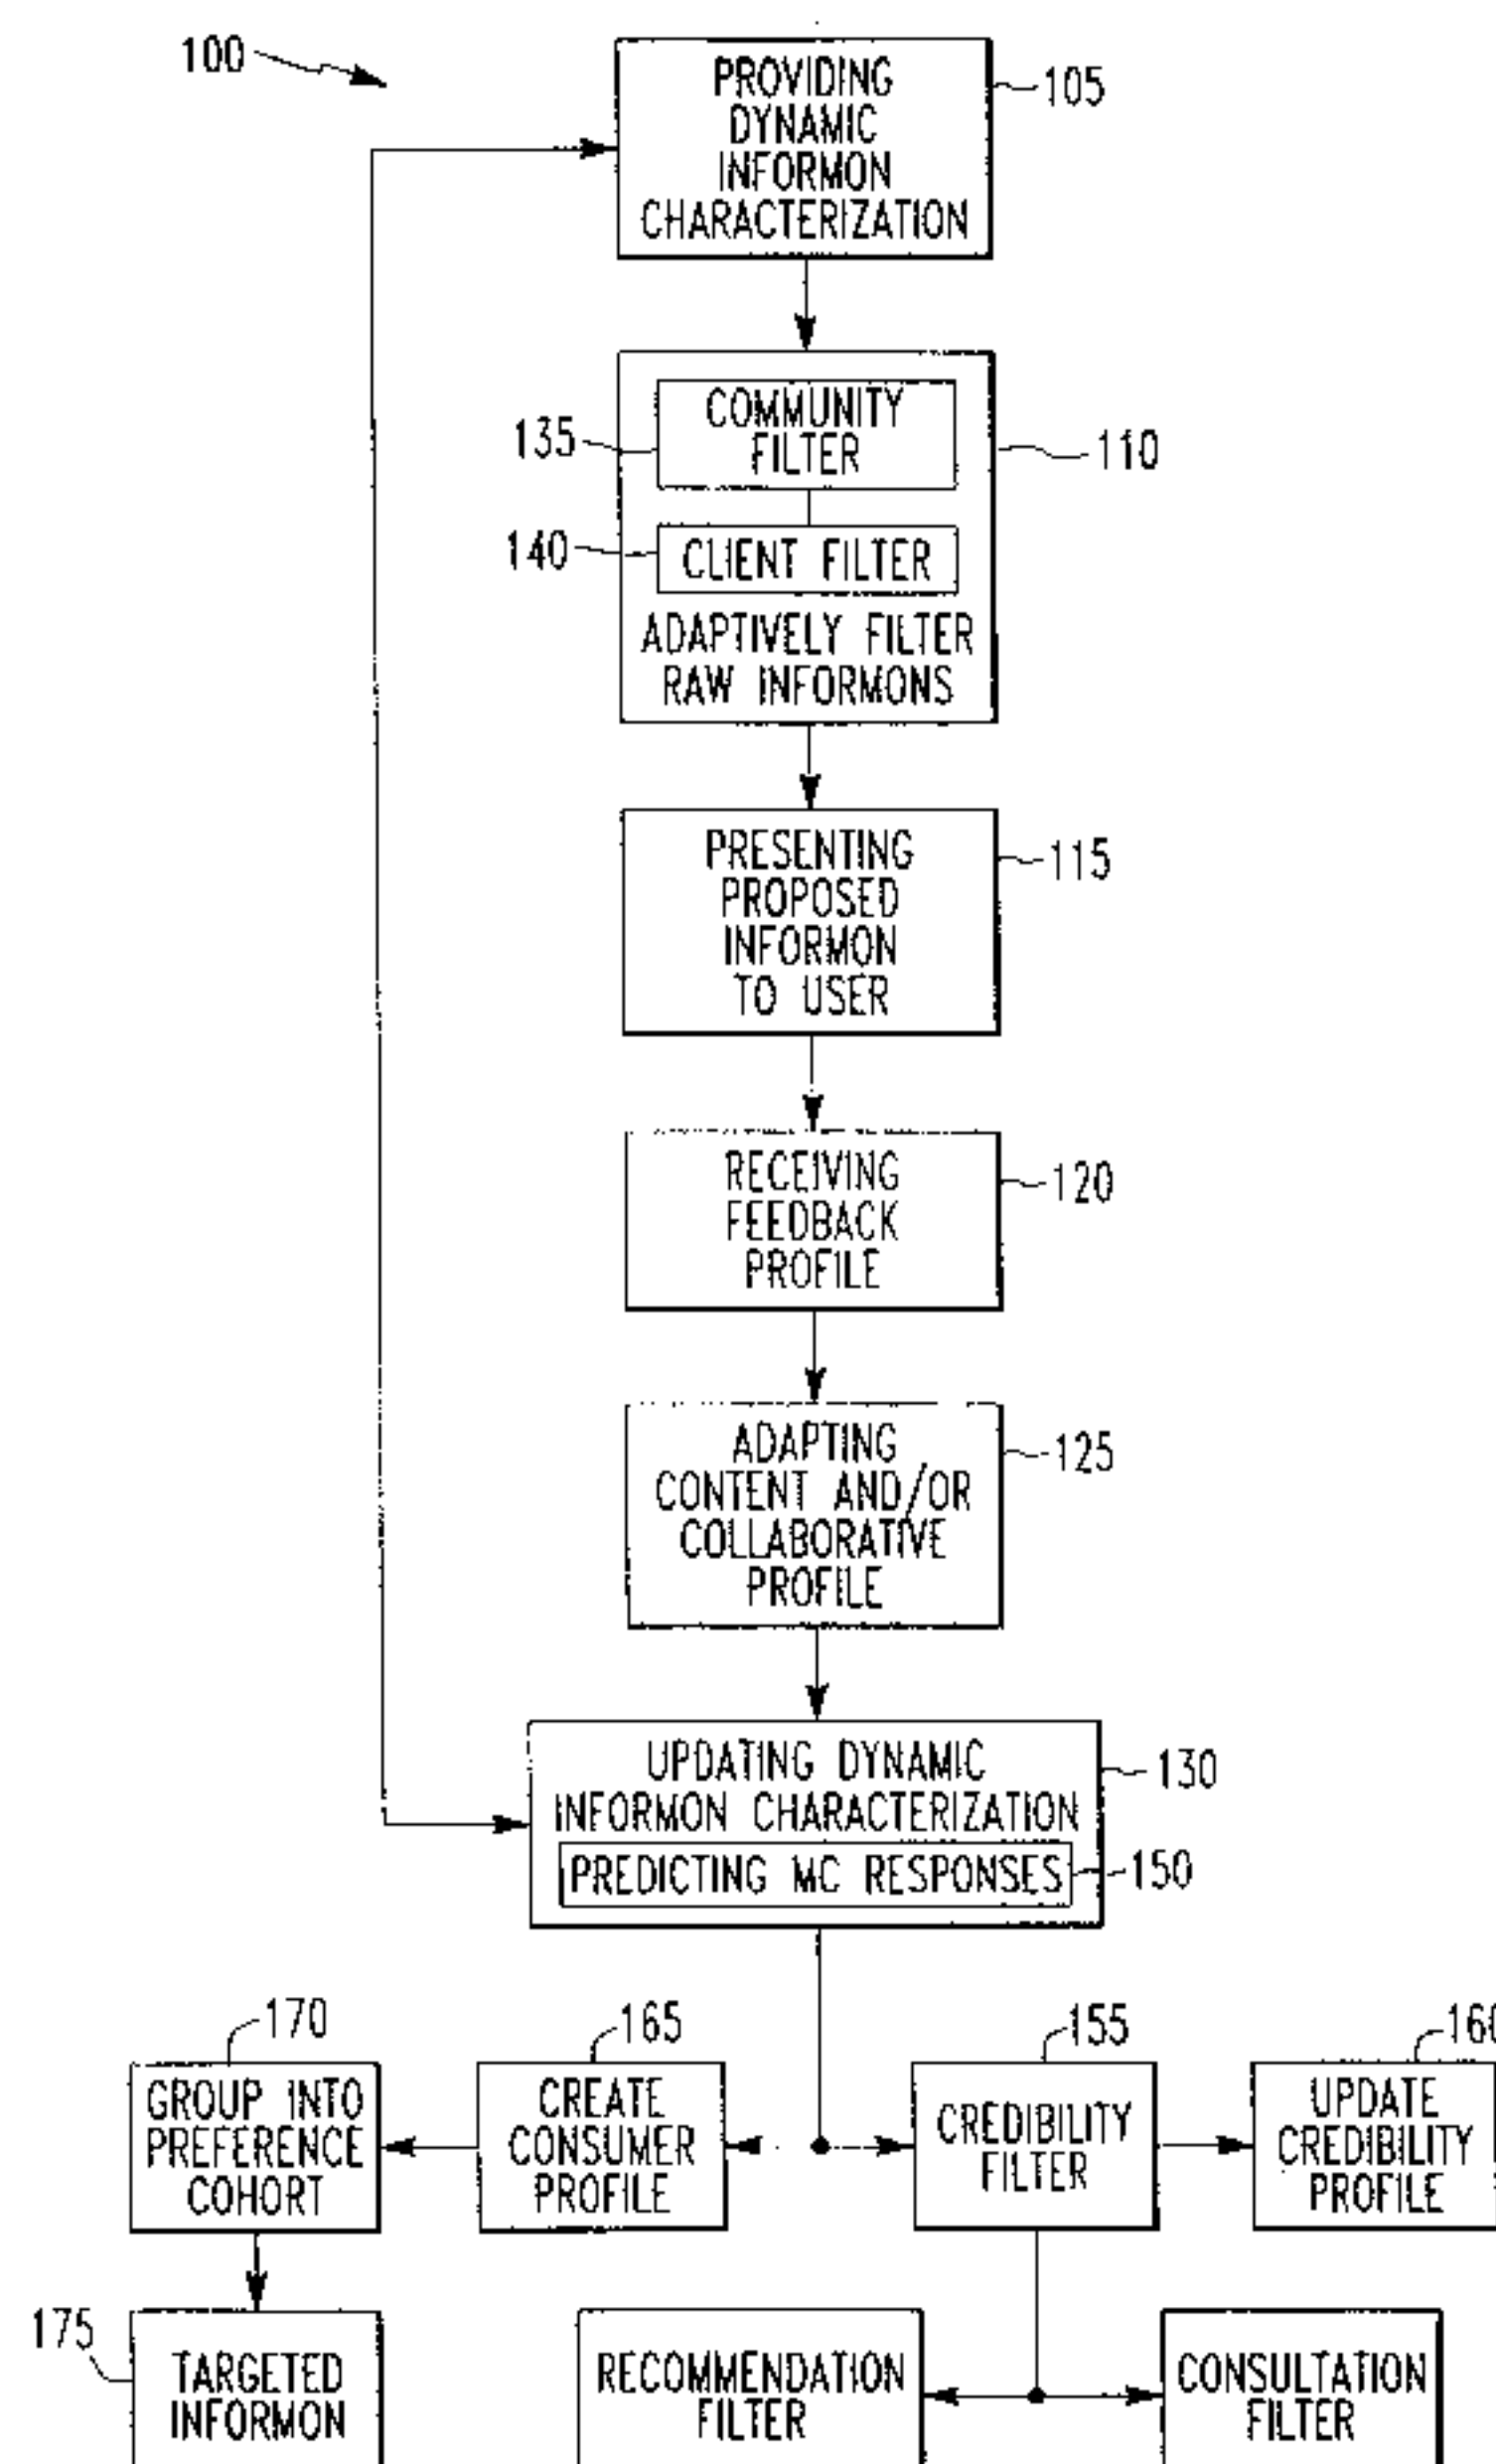 100
PROVIDING
DYNAMIC
INFORMON
CHARACTERIZATION
105
COMMUNITY
FILTER
135
110
140
CLIENT FILTER
ADAPTIVELY FILTER
RAW INFORMONS
PRESENTING
PROPOSED
INFORMON
TO USER
115
RECEIVING
FEEDBACK
PROFILE
120
ADAPTING
CONTENT AND/OR
COLLABORATIVE
PROFILE
125
UPDATING DYNAMIC
INFORMON CHARACTERIZATION
130
PREDICTING MC RESPONSES
150
170
165
155
160
GROUP INTO
PREFERENCE
COHORT
CREATE
CONSUMER
PROFILE
CREDIBILITY
FILTER
UPDATE
CREDIBILITY
PROFILE
175
TARGETED
INFORMON
RECOMMENDATION
FILTER
CONSULTATION
FILTER